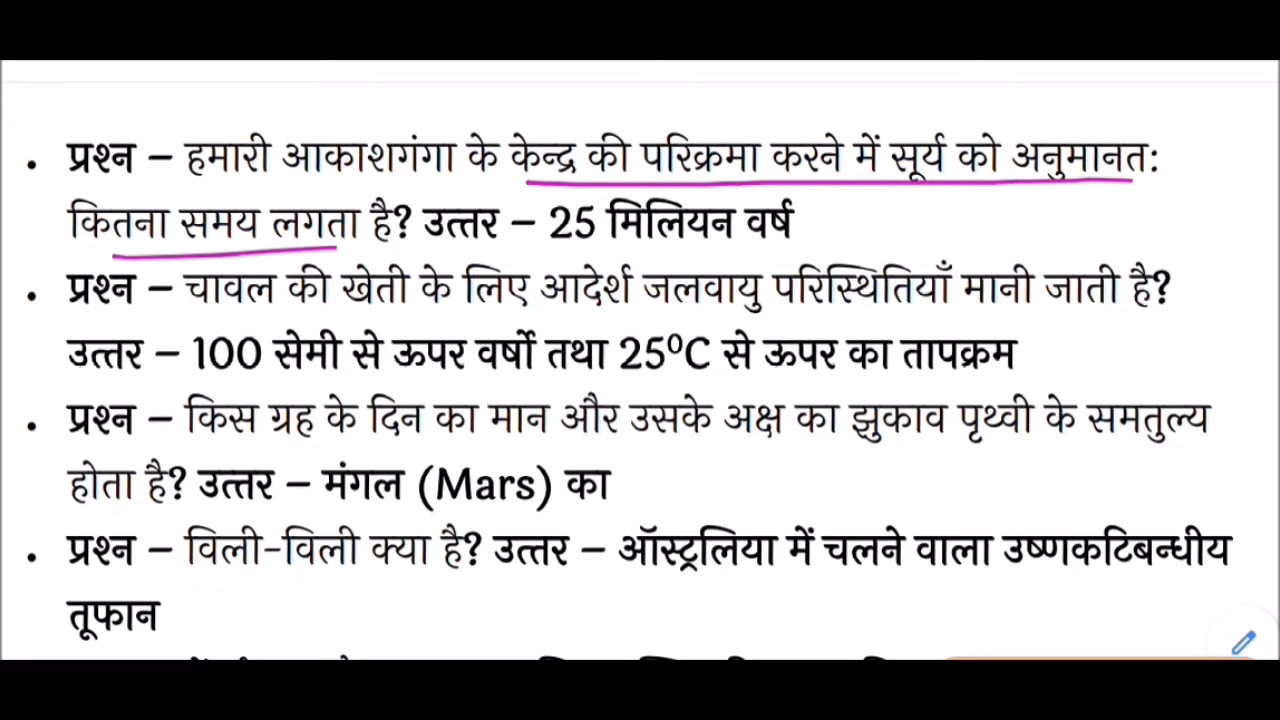 • प्रश्न – हमारी आकाशगंगा के केन्द्र की परिक्रमा करने में सूर्य को अनुमानत:
कितना समय लगता है? उत्तर – 25 मिलियन वर्ष
• प्रश्न – चावल की खेती के लिए आदेर्श जलवायु परिस्थितियाँ मानी जाती है?
उत्तर – 100 सेमी से ऊपर वर्षो तथा 25⁰C से ऊपर का तापक्रम
• प्रश्न – किस ग्रह के दिन का मान और उसके अक्ष का झुकाव पृथ्वी के समतुल्य
होता है? उत्तर – मंगल (Mars) का
• प्रश्न – विली-विली क्या है? उत्तर – ऑस्ट्रलिया में चलने वाला उष्णकटिबन्धीय
तूफान